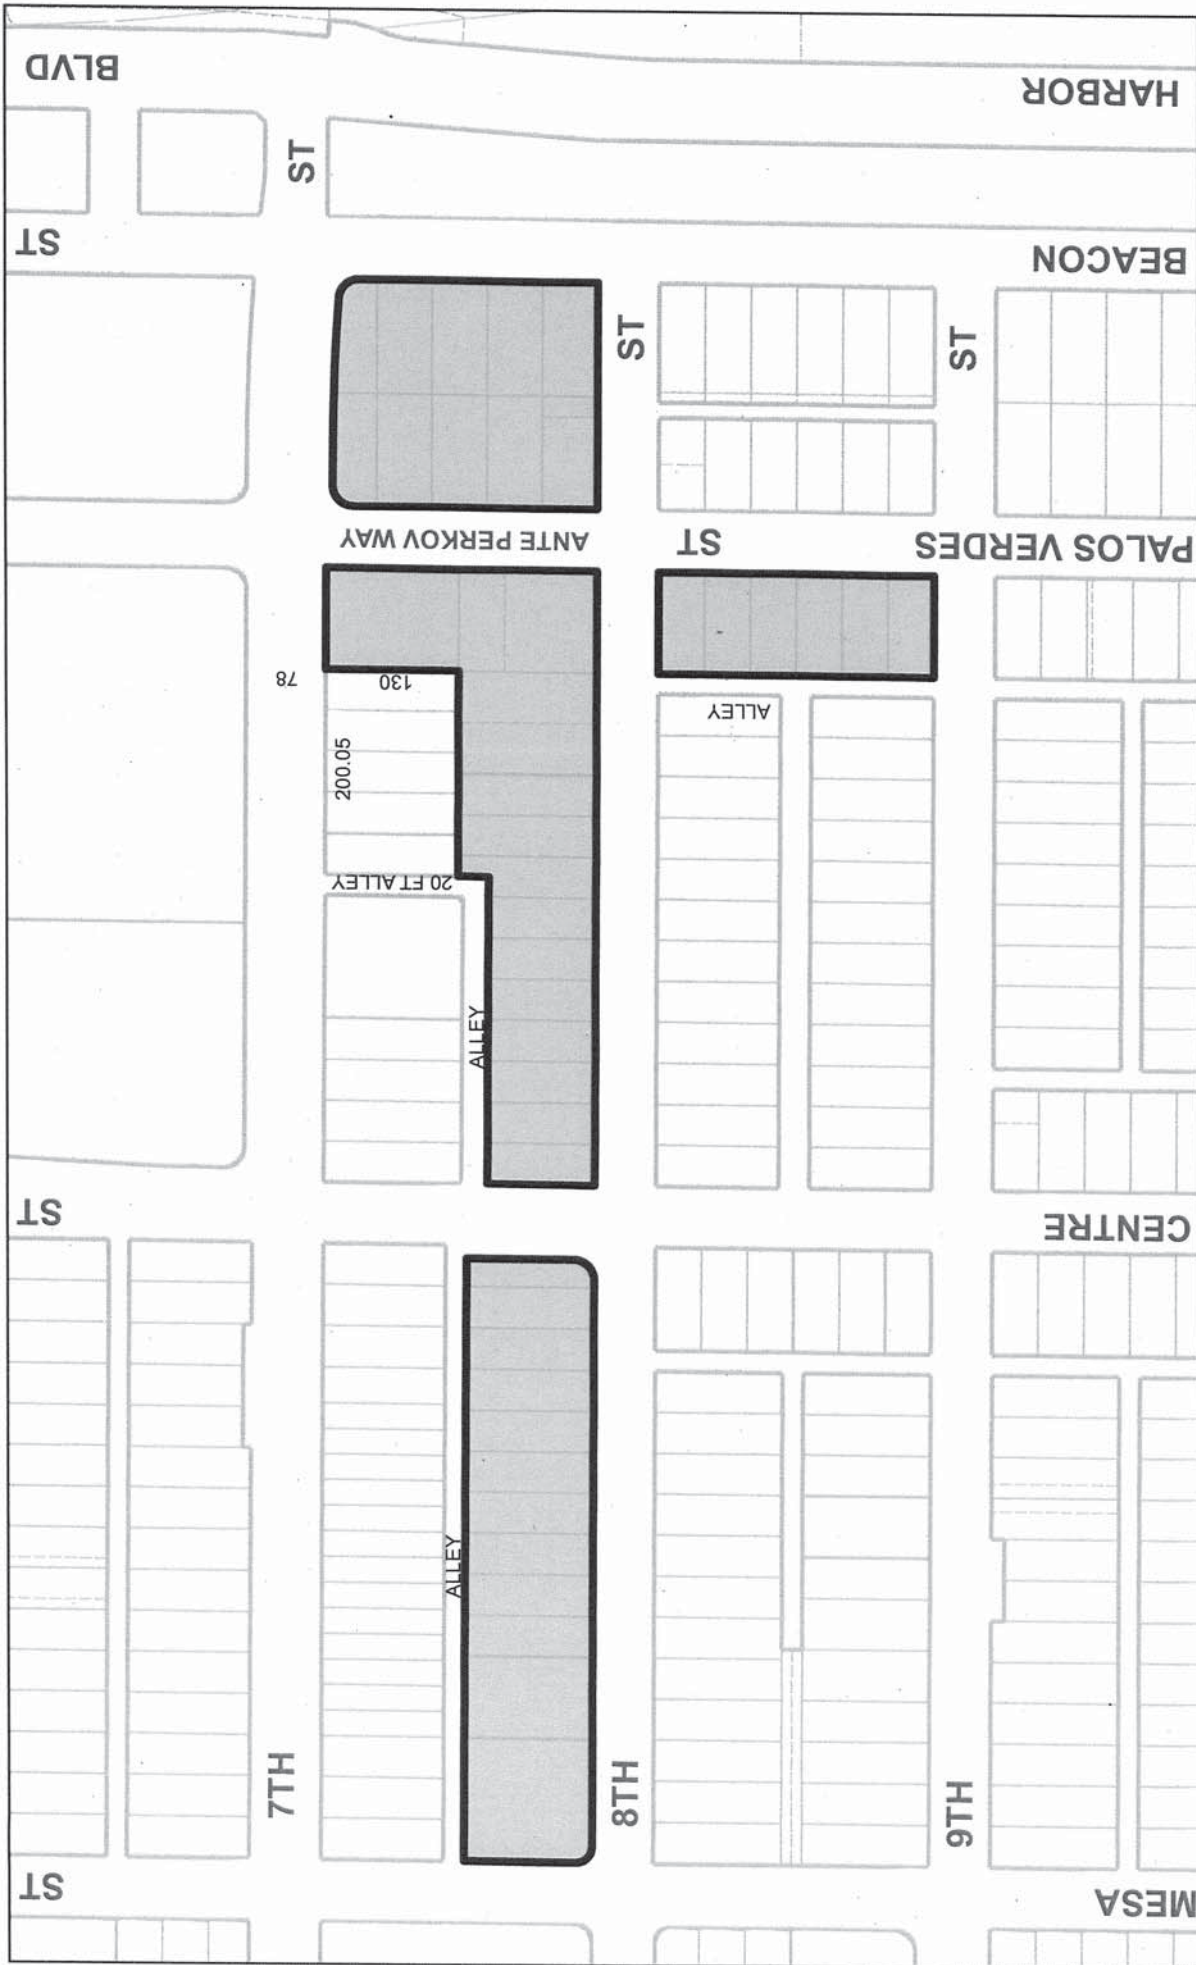 HARBOR BLVD
ST
BEACON ST
ST
ST
ANTE PERKOV WAY
PALOS VERDES ST
78
130
200.05
ALLEY
20 FT ALLEY
ALLEY
CENTRE ST
ALLEY
7TH
8TH
9TH
MESA ST